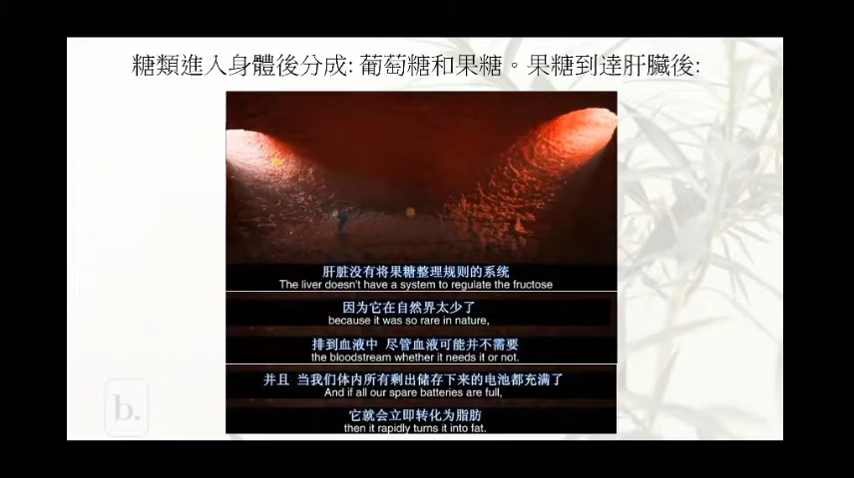 糖類進入身體後分成: 葡萄糖和果糖。果糖到達肝臟後:
肝脏没有将果糖整理规则的系统
The liver doesn't have a system to regulate the fructose
因为它在自然界太少了
because it was so rare in nature,
排到血液中 尽管血液可能并不需要
the bloodstream whether it needs it or not.
并且 当我们体内所有剩出储存下来的电池都充满了
And if all our spare batteries are full,
它就会立即转化为脂肪
then it rapidly turns it into fat.
b.